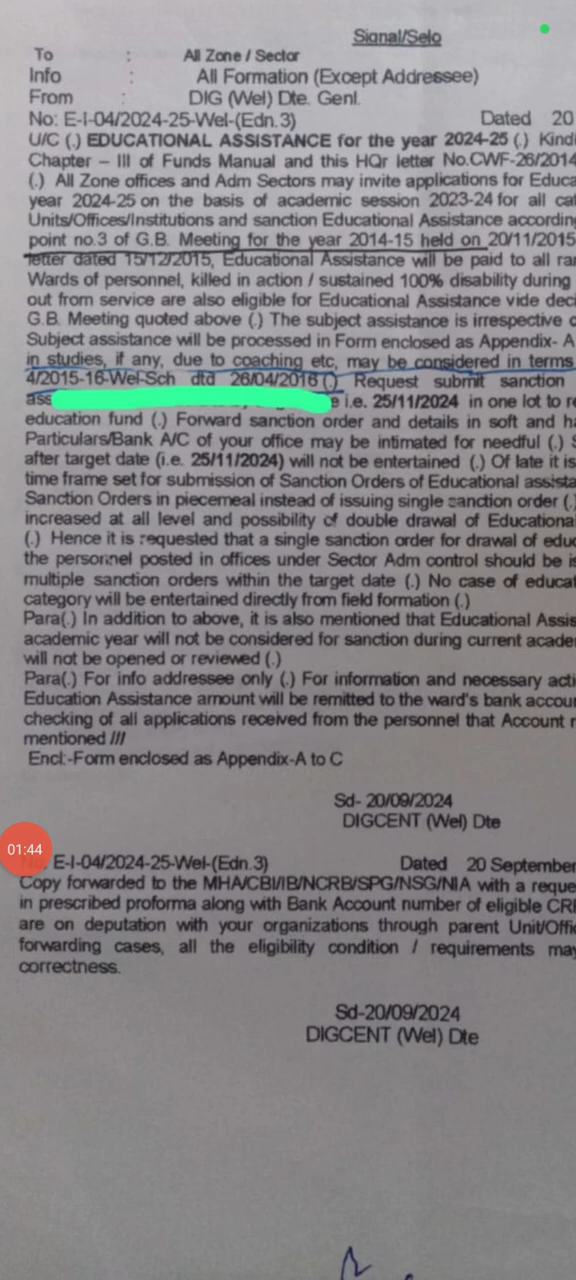 Signal/Selo
To : All Zone / Sector
Info : All Formation (Except Addressee)
From : DIG (Wel) Dte. Genl.
No: E-I-04/2024-25-Wel-(Edn.3) Dated 20
U/C (.) EDUCATIONAL ASSISTANCE for the year 2024-25 (.) Kindl
Chapter – III of Funds Manual and this HQr letter No.CWF-26/2014
(.) All Zone offices and Adm Sectors may invite applications for Educa
year 2024-25 on the basis of academic session 2023-24 for all cat
Units/Offices/Institutions and sanction Educational Assistance according
point no.3 of G.B. Meeting for the year 2014-15 held on 20/11/2015
letter dated 15/12/2015, Educational Assistance will be paid to all ran
Wards of personnel, killed in action / sustained 100% disability during
out from service are also eligible for Educational Assistance vide deci
G.B. Meeting quoted above (.) The subject assistance is irrespective o
Subject assistance will be processed in Form enclosed as Appendix- A
in studies, if any, due to coaching etc, may be considered in terms
4/2015-16-Wel-Sch dtd 26/04/2016 (.) Request submit sanction
ass e i.e. 25/11/2024 in one lot to re
education fund (.) Forward sanction order and details in soft and ha
Particulars/Bank A/C of your office may be intimated for needful (.) S
after target date (i.e. 25/11/2024) will not be entertained (.) Of late it is
time frame set for submission of Sanction Orders of Educational assista
Sanction Orders in piecemeal instead of issuing single sanction order (.
increased at all level and possibility of double drawal of Educational
(.) Hence it is requested that a single sanction order for drawal of educ
the personnel posted in offices under Sector Adm control should be is
multiple sanction orders within the target date (.) No case of educat
category will be entertained directly from field formation (.)
Para(.) In addition to above, it is also mentioned that Educational Assis
academic year will not be considered for sanction during current acade
will not be opened or reviewed (.)
Para(.) For info addressee only (.) For information and necessary acti
Education Assistance amount will be remitted to the ward's bank accou
checking of all applications received from the personnel that Account n
mentioned ///
Encl:-Form enclosed as Appendix-A to C
Sd- 20/09/2024
DIGCENT (Wel) Dte
01:44
No. E-I-04/2024-25-Wel-(Edn.3) Dated 20 September
Copy forwarded to the MHA/CBI/IB/NCRB/SPG/NSG/NIA with a reque
in prescribed proforma along with Bank Account number of eligible CRP
are on deputation with your organizations through parent Unit/Offic
forwarding cases, all the eligibility condition / requirements may
correctness.
Sd-20/09/2024
DIGCENT (Wel) Dte